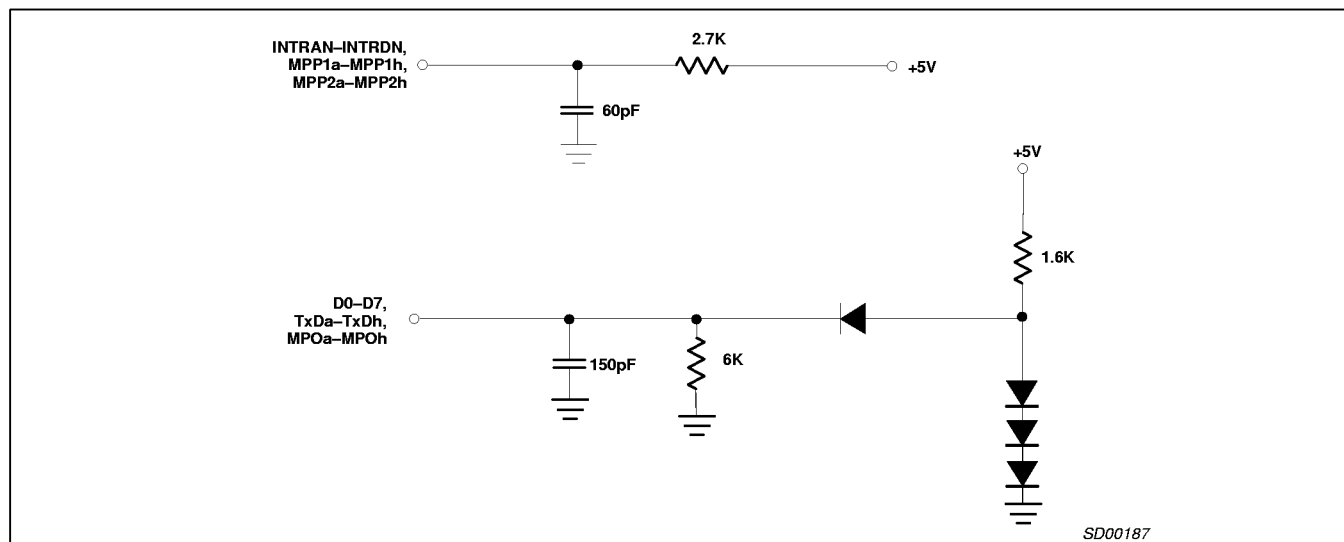 2.7K
INTRAN–INTRDN,
MPP1a–MPP1h,
MPP2a–MPP2h
+5V
60pF
+5V
1.6K
D0–D7,
TxDa–TxDh,
MPOa–MPOh
150pF
6K
SD00187